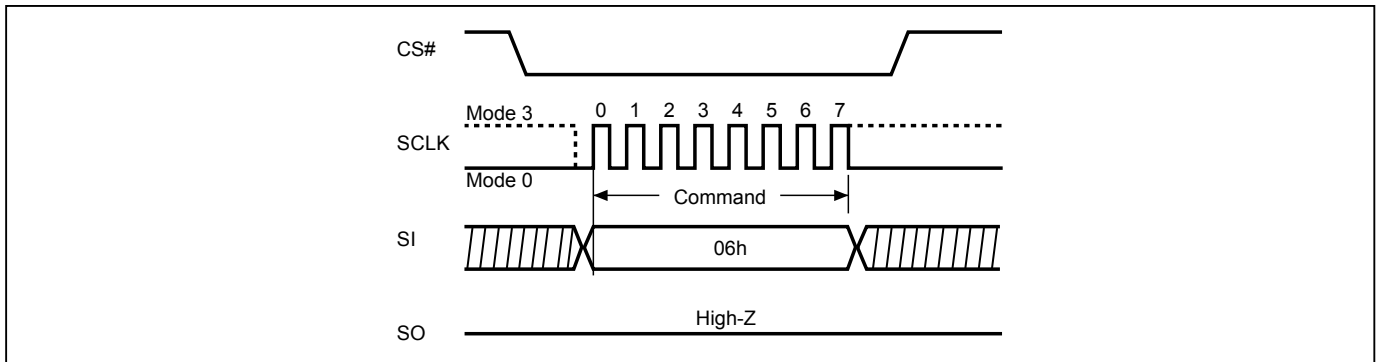 CS#
Mode 3
0 1 2 3 4 5 6 7
SCLK
Mode 0
Command
SI
06h
High-Z
SO